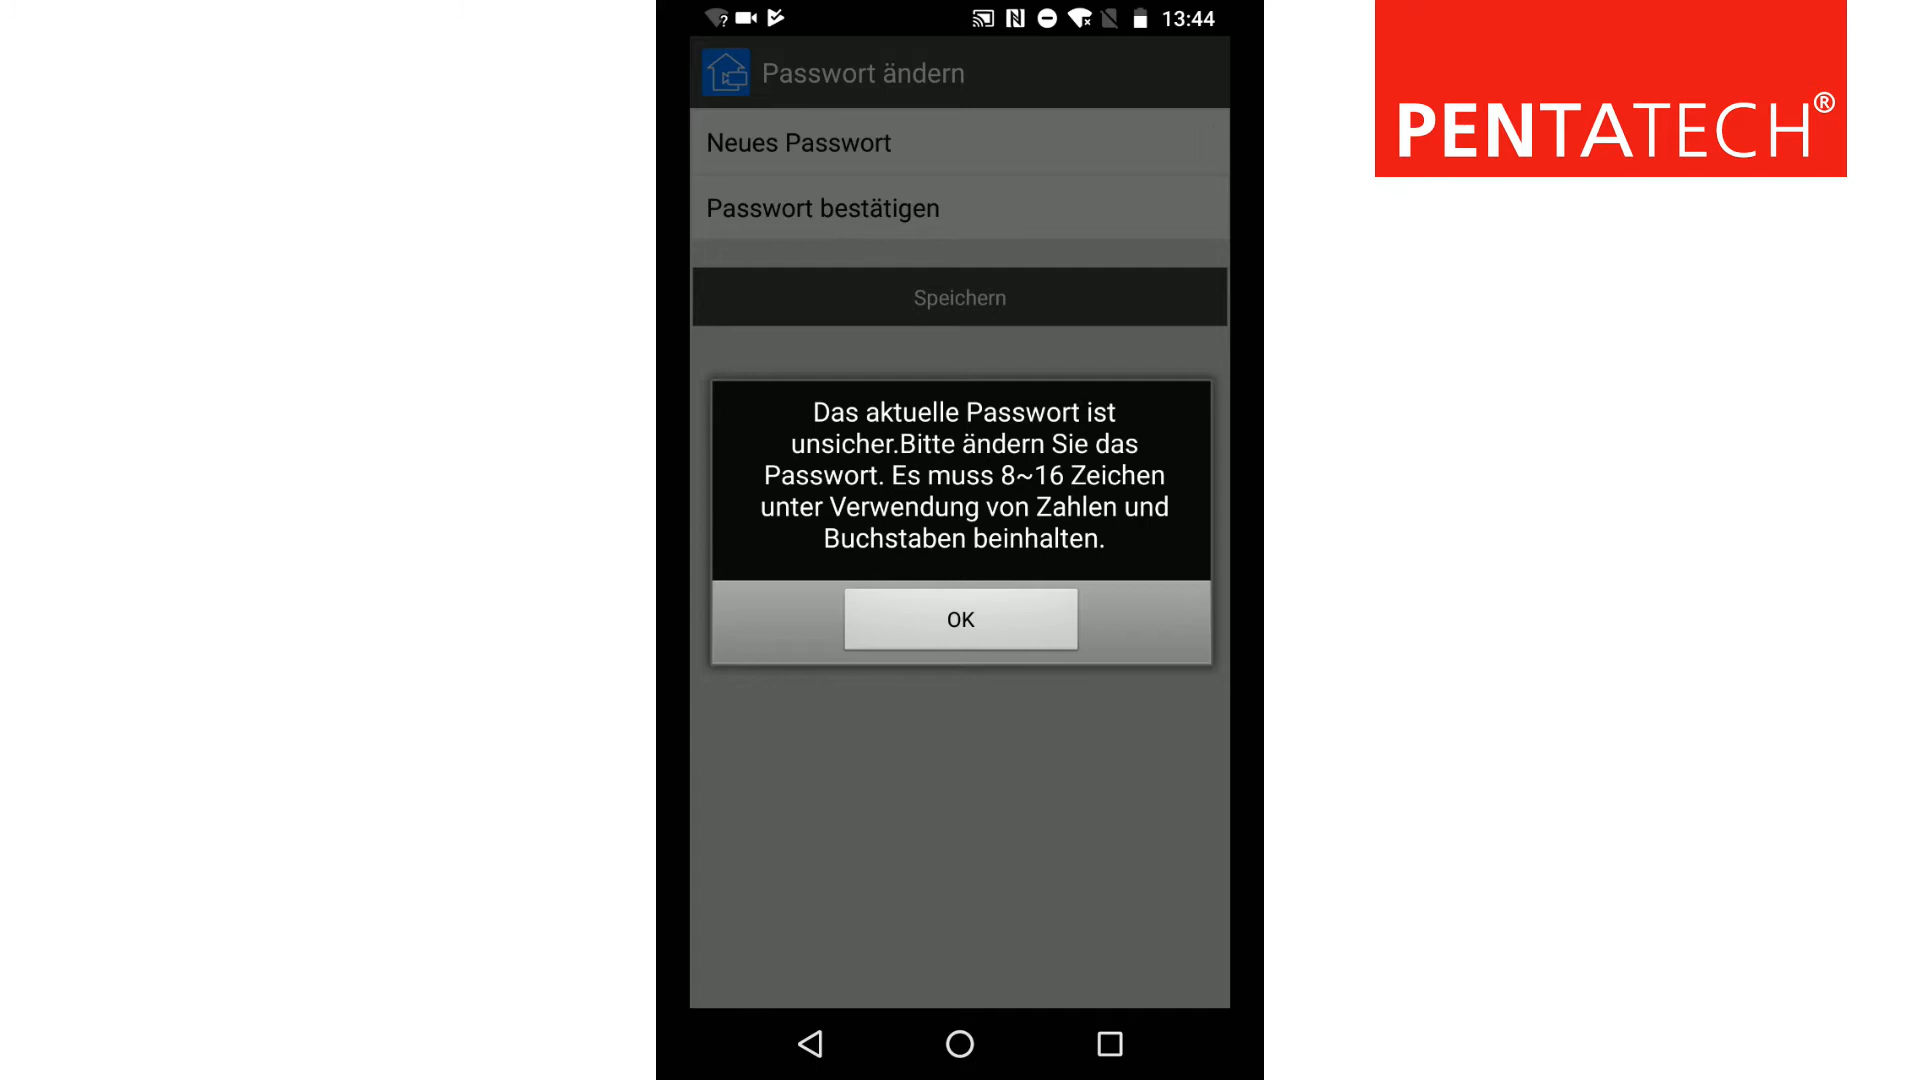 13:44
PENTATECH®
Passwort ändern
Neues Passwort
Passwort bestätigen
Speichern
Das aktuelle Passwort ist
unsicher.Bitte ändern Sie das
Passwort. Es muss 8~16 Zeichen
unter Verwendung von Zahlen und
Buchstaben beinhalten.
OK